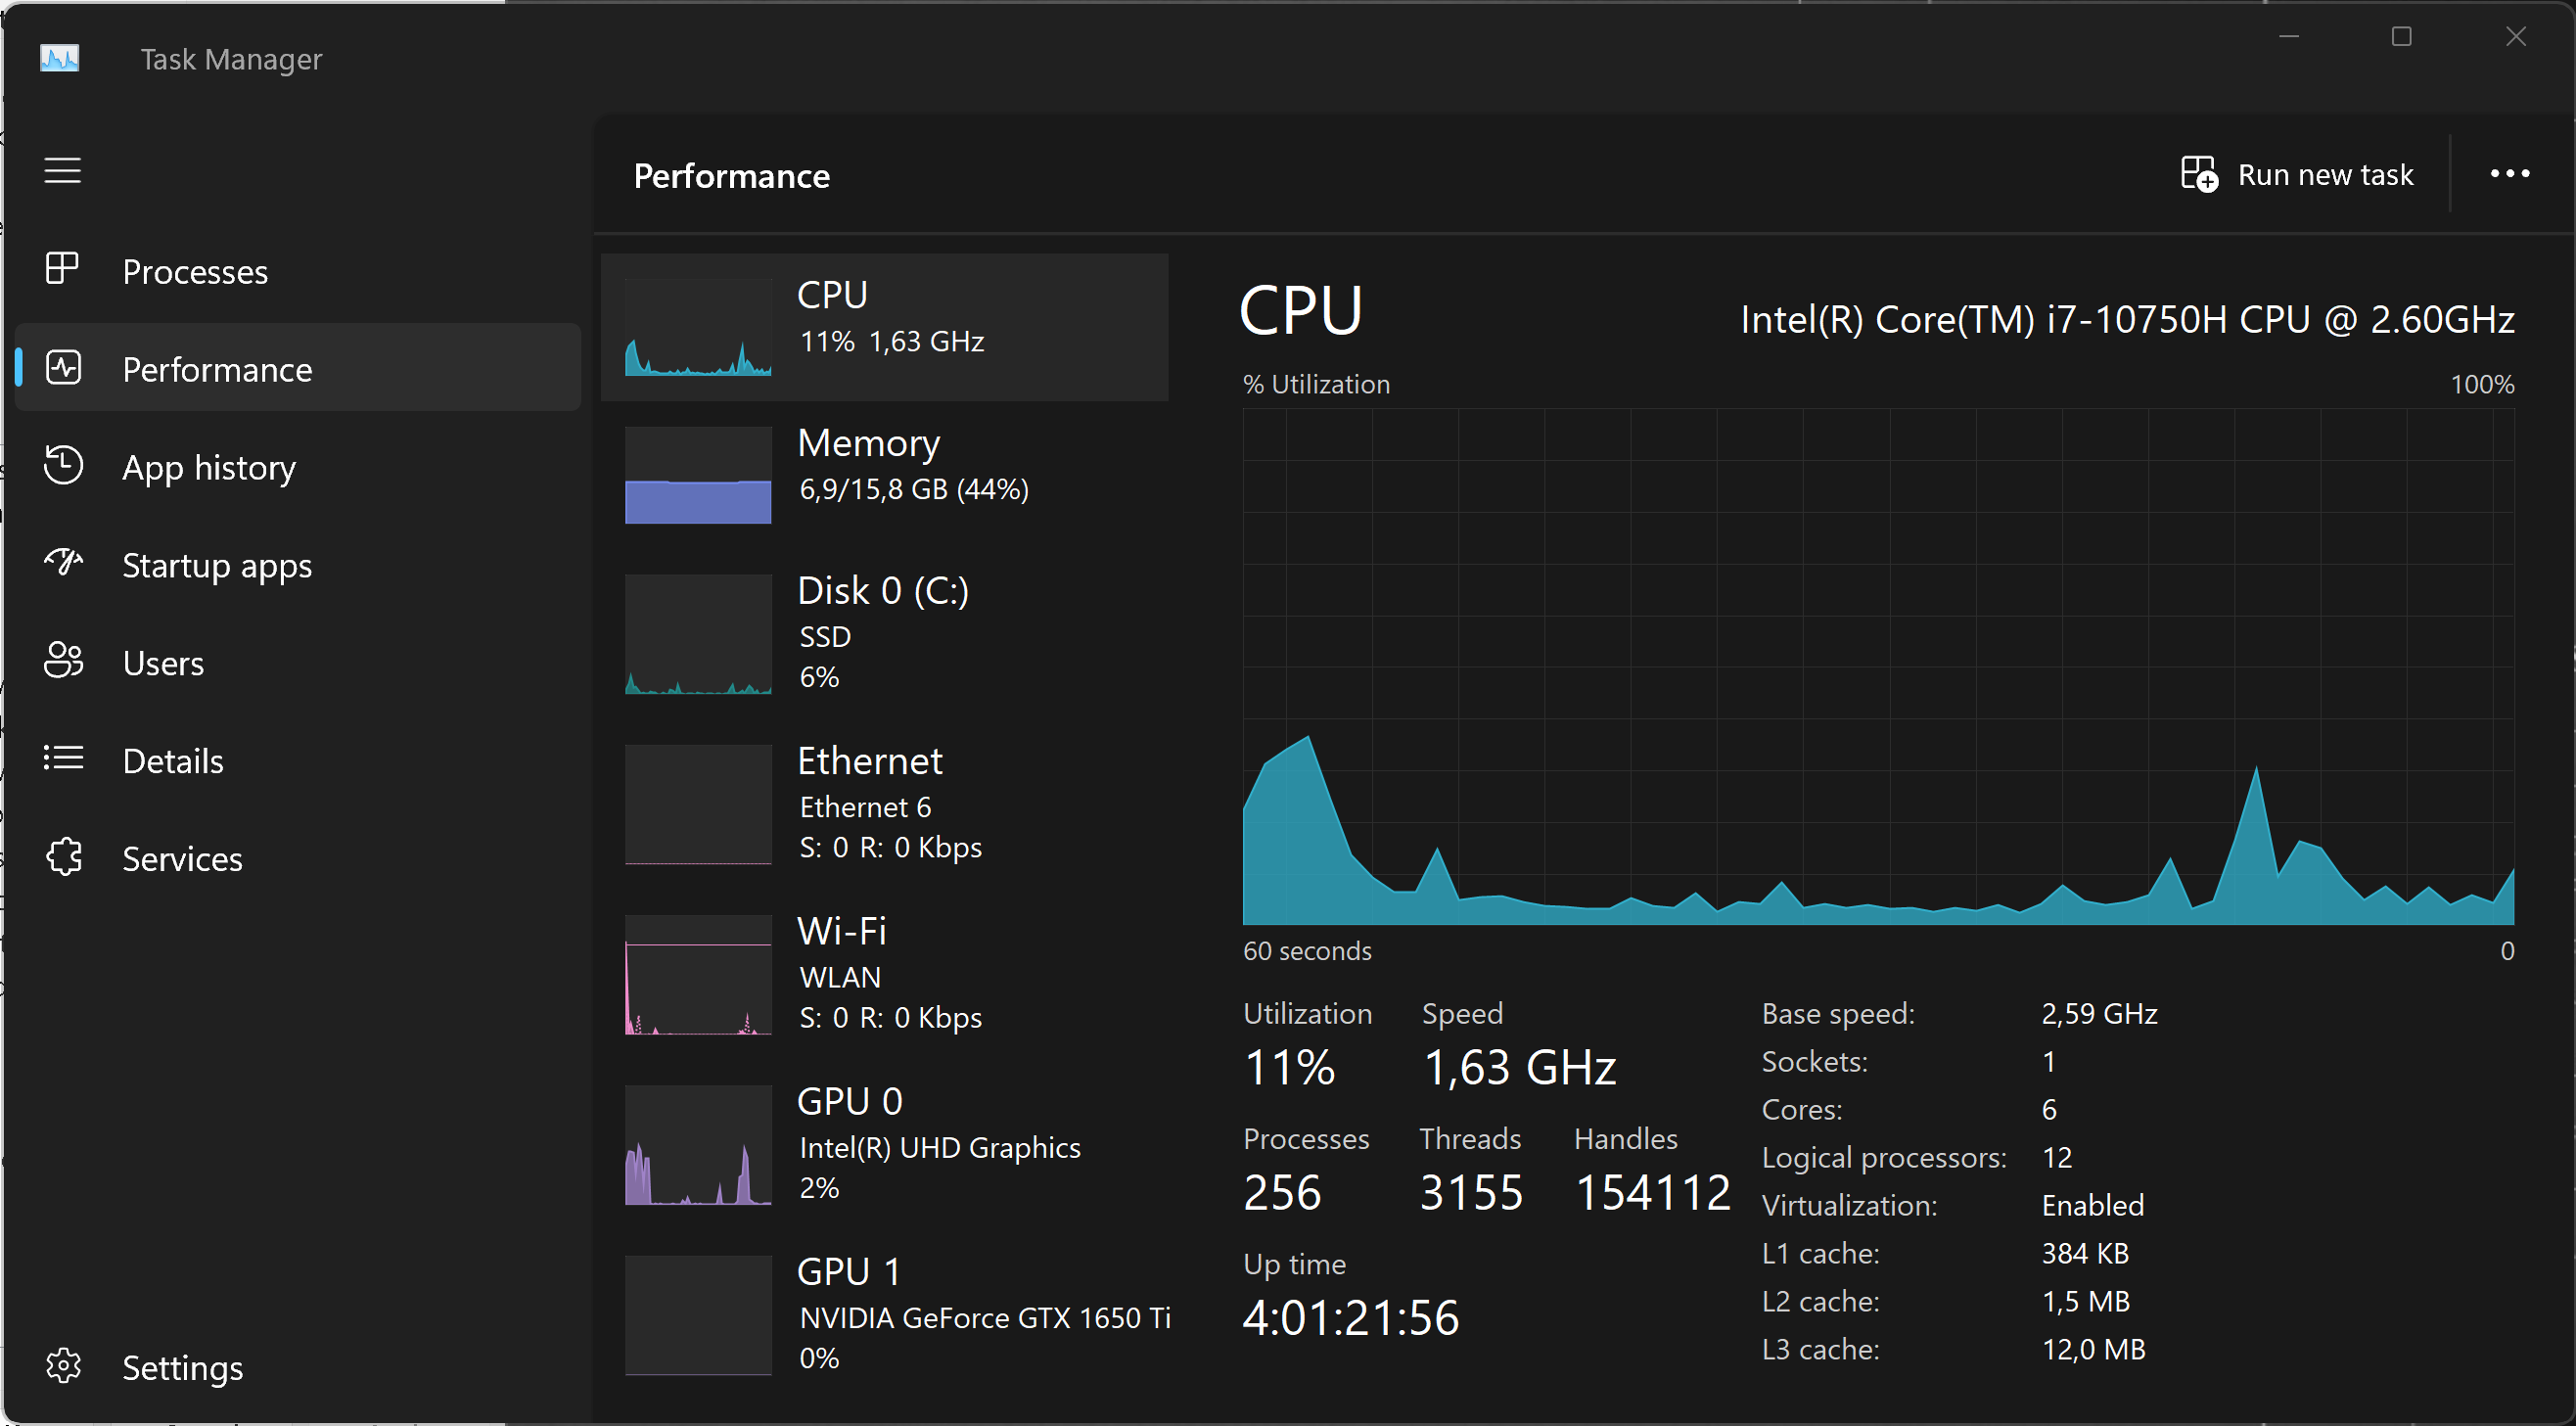 Task Manager
Performance
Run new task
Processes
Performance
App history
Startup apps
Users
Details
Services
Settings
CPU
11% 1,63 GHz
Memory
6,9/15,8 GB (44%)
Disk 0 (C:)
SSD
6%
Ethernet
Ethernet 6
S: 0 R: 0 Kbps
Wi-Fi
WLAN
S: 0 R: 0 Kbps
GPU 0
Intel(R) UHD Graphics
2%
GPU 1
NVIDIA GeForce GTX 1650 Ti
0%
CPU
Intel(R) Core(TM) i7-10750H CPU @ 2.60GHz
% Utilization 100%
60 seconds 0
Utilization Speed
11% 1,63 GHz
Processes Threads Handles
256 3155 154112
Up time
4:01:21:56
Base speed: 2,59 GHz
Sockets: 1
Cores: 6
Logical processors: 12
Virtualization: Enabled
L1 cache: 384 KB
L2 cache: 1,5 MB
L3 cache: 12,0 MB